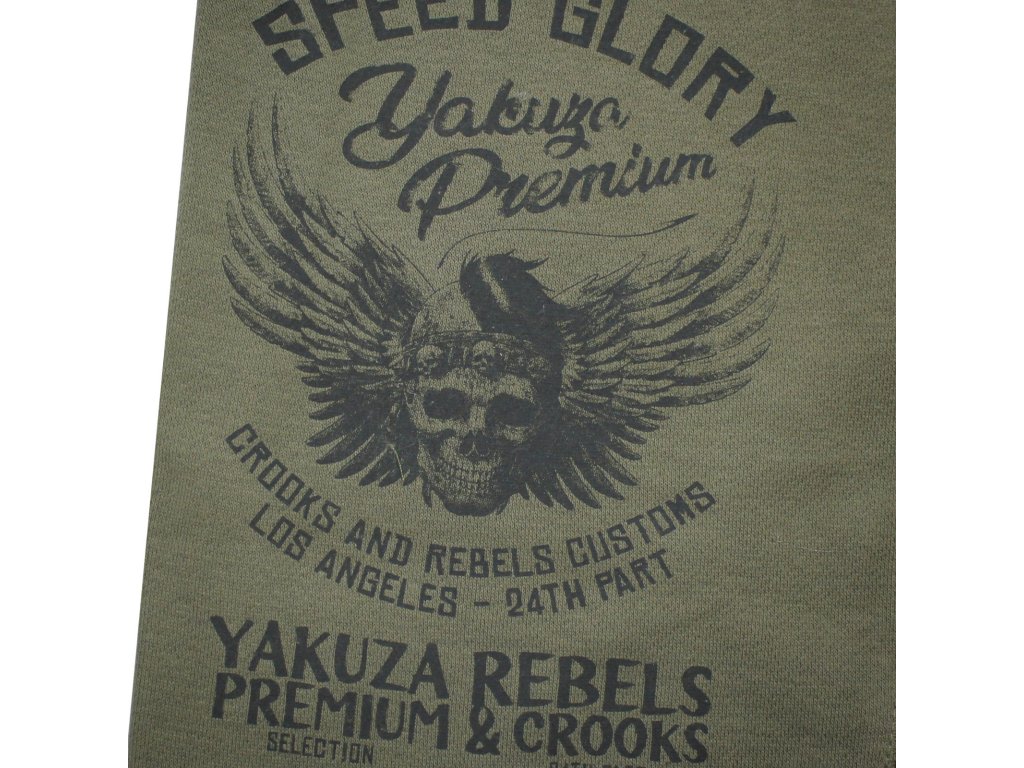 SPEED GLORY
Yakuza
Premium
CROOKS AND REBELS CUSTOMS
LOS ANGELES - 24TH PART
YAKUZA REBELS
PREMIUM & CROOKS
SELECTION